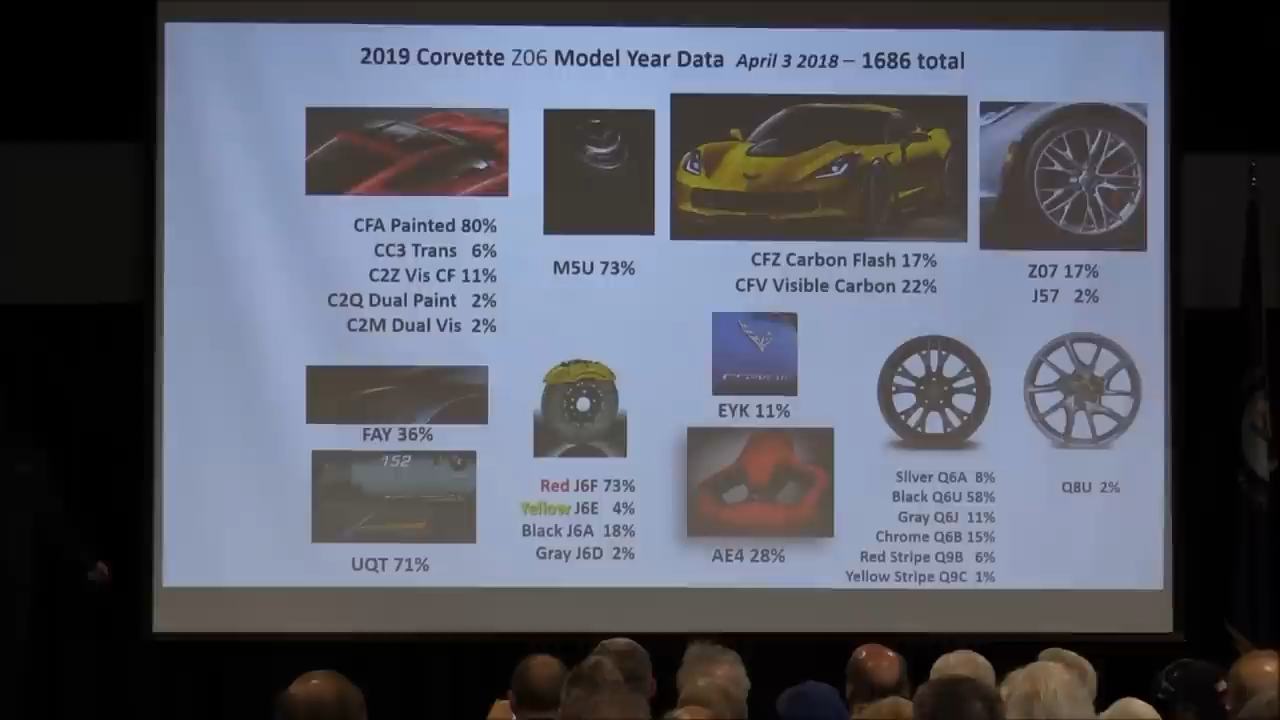 2019 Corvette Z06 Model Year Data April 3 2018 – 1686 total
CFA Painted 80%
CC3 Trans 6%
C2Z Vis CF 11%
C2Q Dual Paint 2%
C2M Dual Vis 2%
M5U 73%
CFZ Carbon Flash 17%
CFV Visible Carbon 22%
Z07 17%
J57 2%
FAY 36%
152
UQT 71%
Red J6F 73%
Yellow J6E 4%
Black J6A 18%
Gray J6D 2%
EYK 11%
AE4 28%
Silver Q6A 8%
Black Q6U 58%
Gray Q6J 11%
Chrome Q6B 15%
Red Stripe Q9B 6%
Yellow Stripe Q9C 1%
Q8U 2%